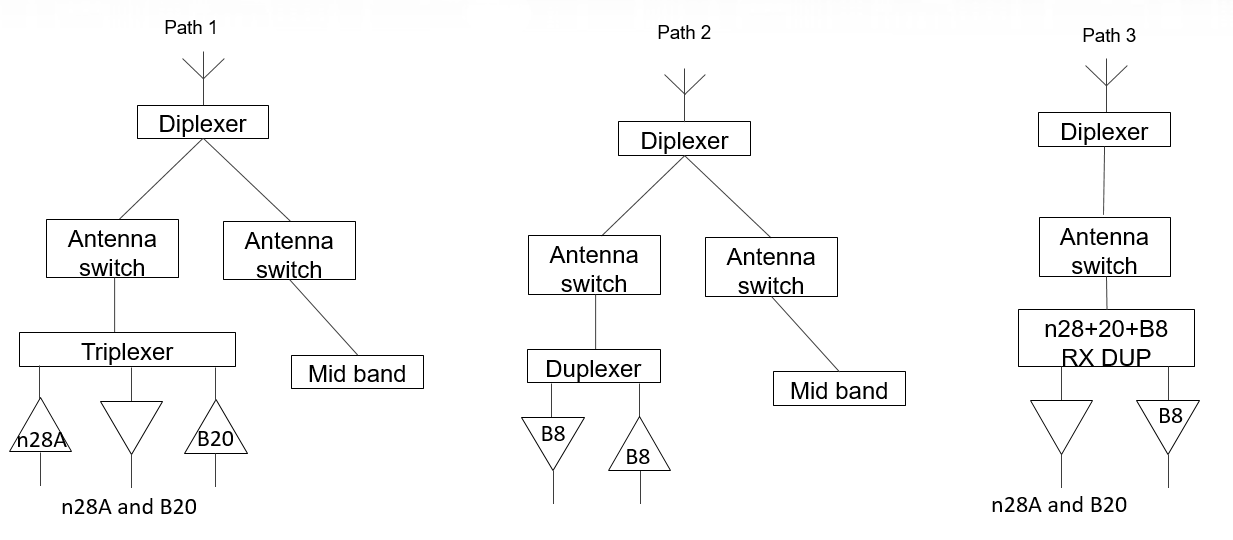 Path 1
Diplexer
Antenna
switch
Antenna
switch
Triplexer
Mid band
n28A
B20
n28A and B20
Path 2
Diplexer
Antenna
switch
Antenna
switch
Duplexer
Mid band
B8
B8
Path 3
Diplexer
Antenna
switch
n28+20+B8
RX DUP
B8
n28A and B20